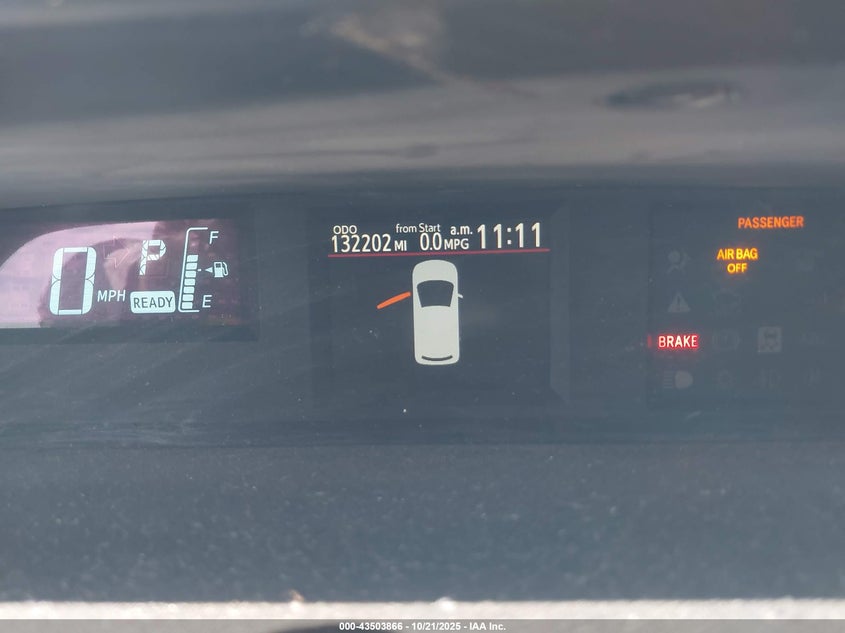 0 MPH
P
READY
F
E
ODO from Start a.m.
132202 MI 0.0 MPG 11:11
PASSENGER
AIR BAG
OFF
BRAKE
000-43503866 - 10/21/2025 - IAA Inc.